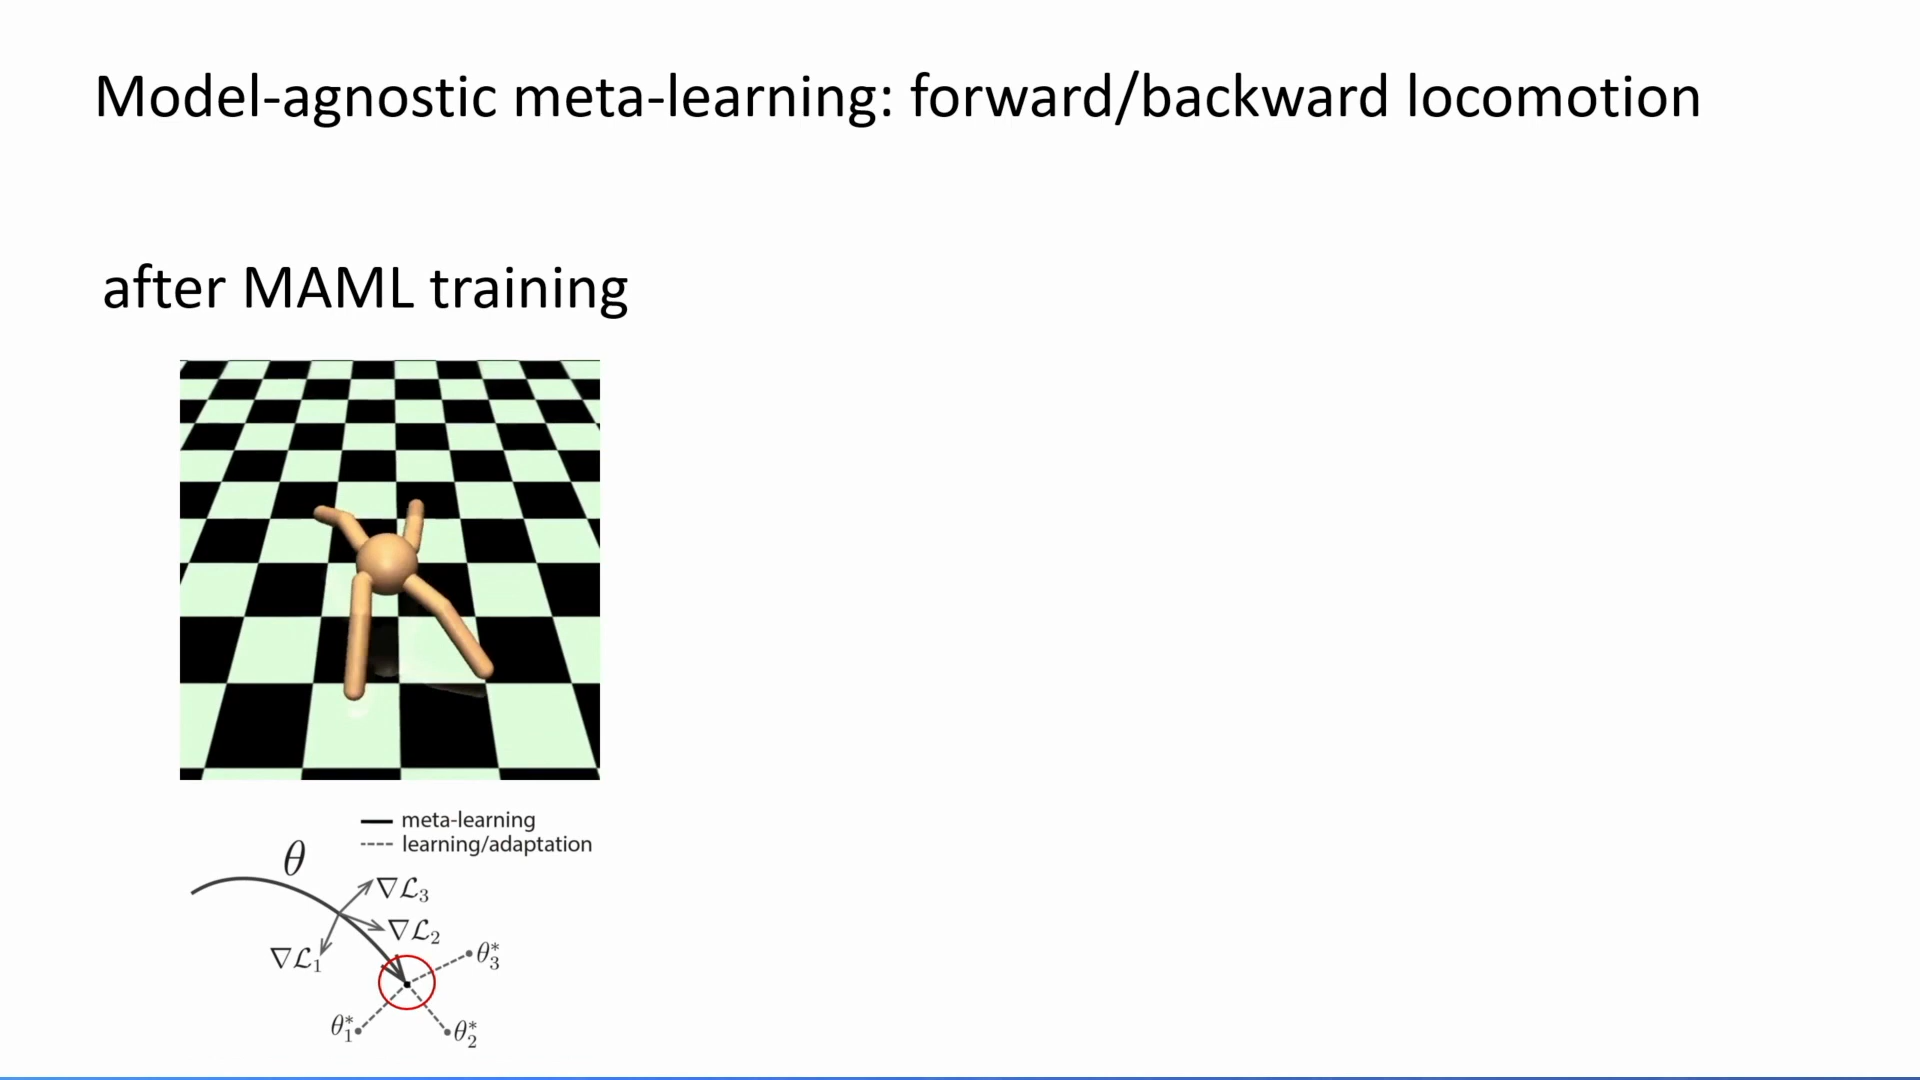 Model-agnostic meta-learning: forward/backward locomotion
after MAML training
meta-learning
learning/adaptation
θ
∇ℒ₃
∇ℒ₂
∇ℒ₁
θ₃*
θ₁*
θ₂*